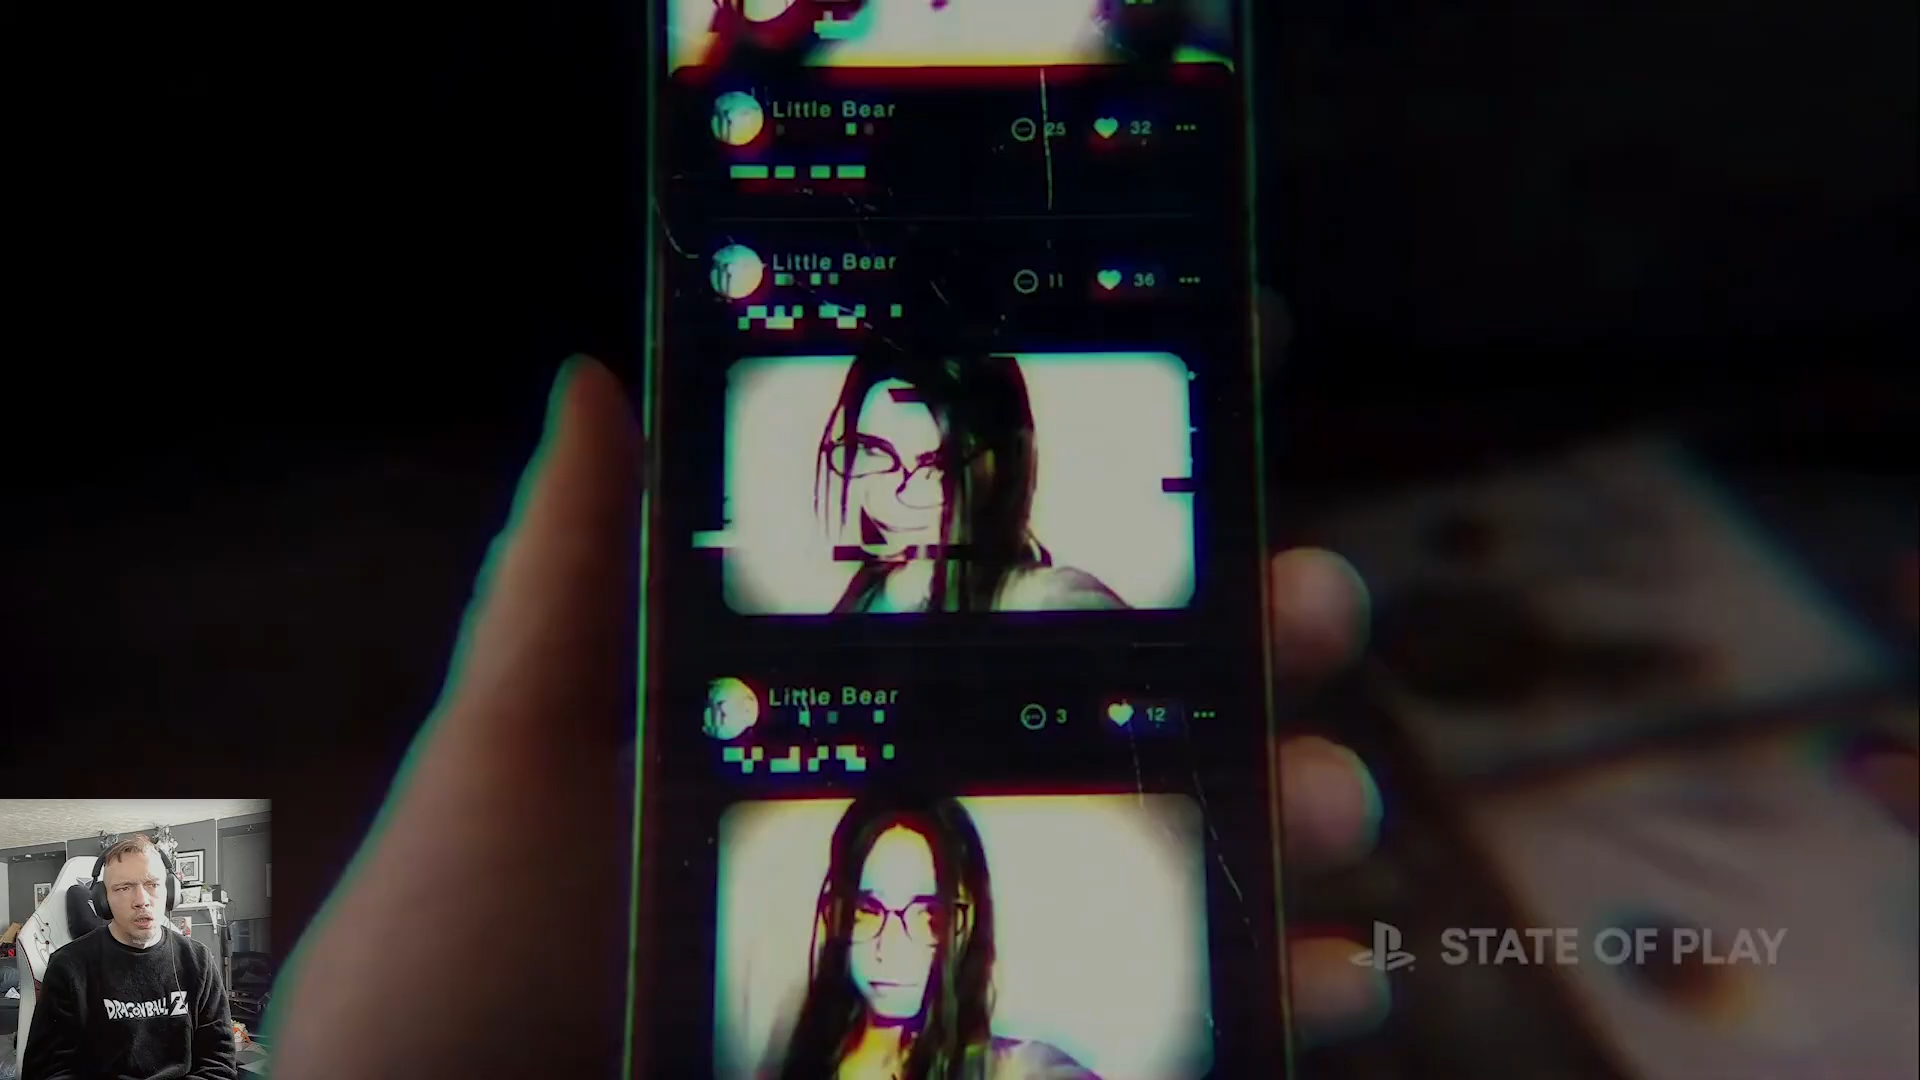 Little Bear
25 32
Little Bear
11 36
Little Bear
3 12
STATE OF PLAY
DRAGONBALL Z